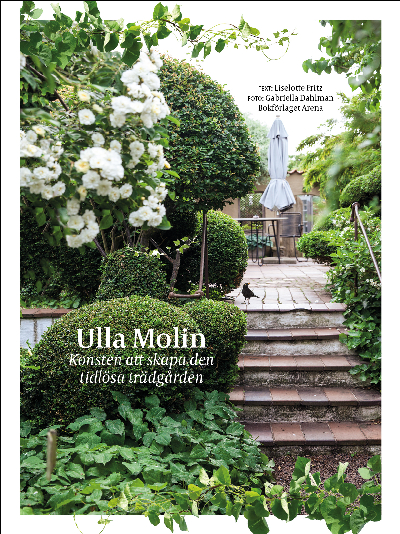 TEXT: Liselotte Fritz
FOTO: Gabriella Dahlman
Bokförlaget Arena
Ulla Molin
Konsten att skapa den
tidlösa trädgården